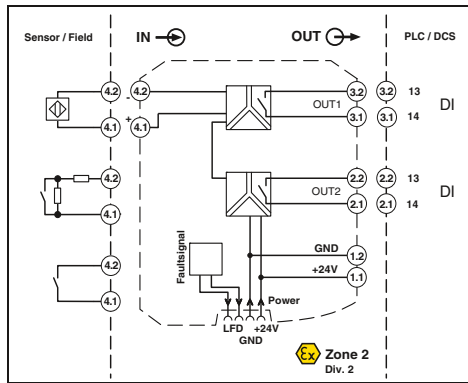 Sensor / Field
IN
OUT
PLC / DCS
4.2
4.2
-
3.2
3.2
13
OUT1
DI
4.1
+
4.1
3.1
3.1
14
4.2
2.2
2.2
13
OUT2
DI
4.1
2.1
2.1
14
Faultsignal
GND
1.2
4.2
+24V
1.1
4.1
Power
LFD
+24V
GND
Ex
Zone 2
Div. 2